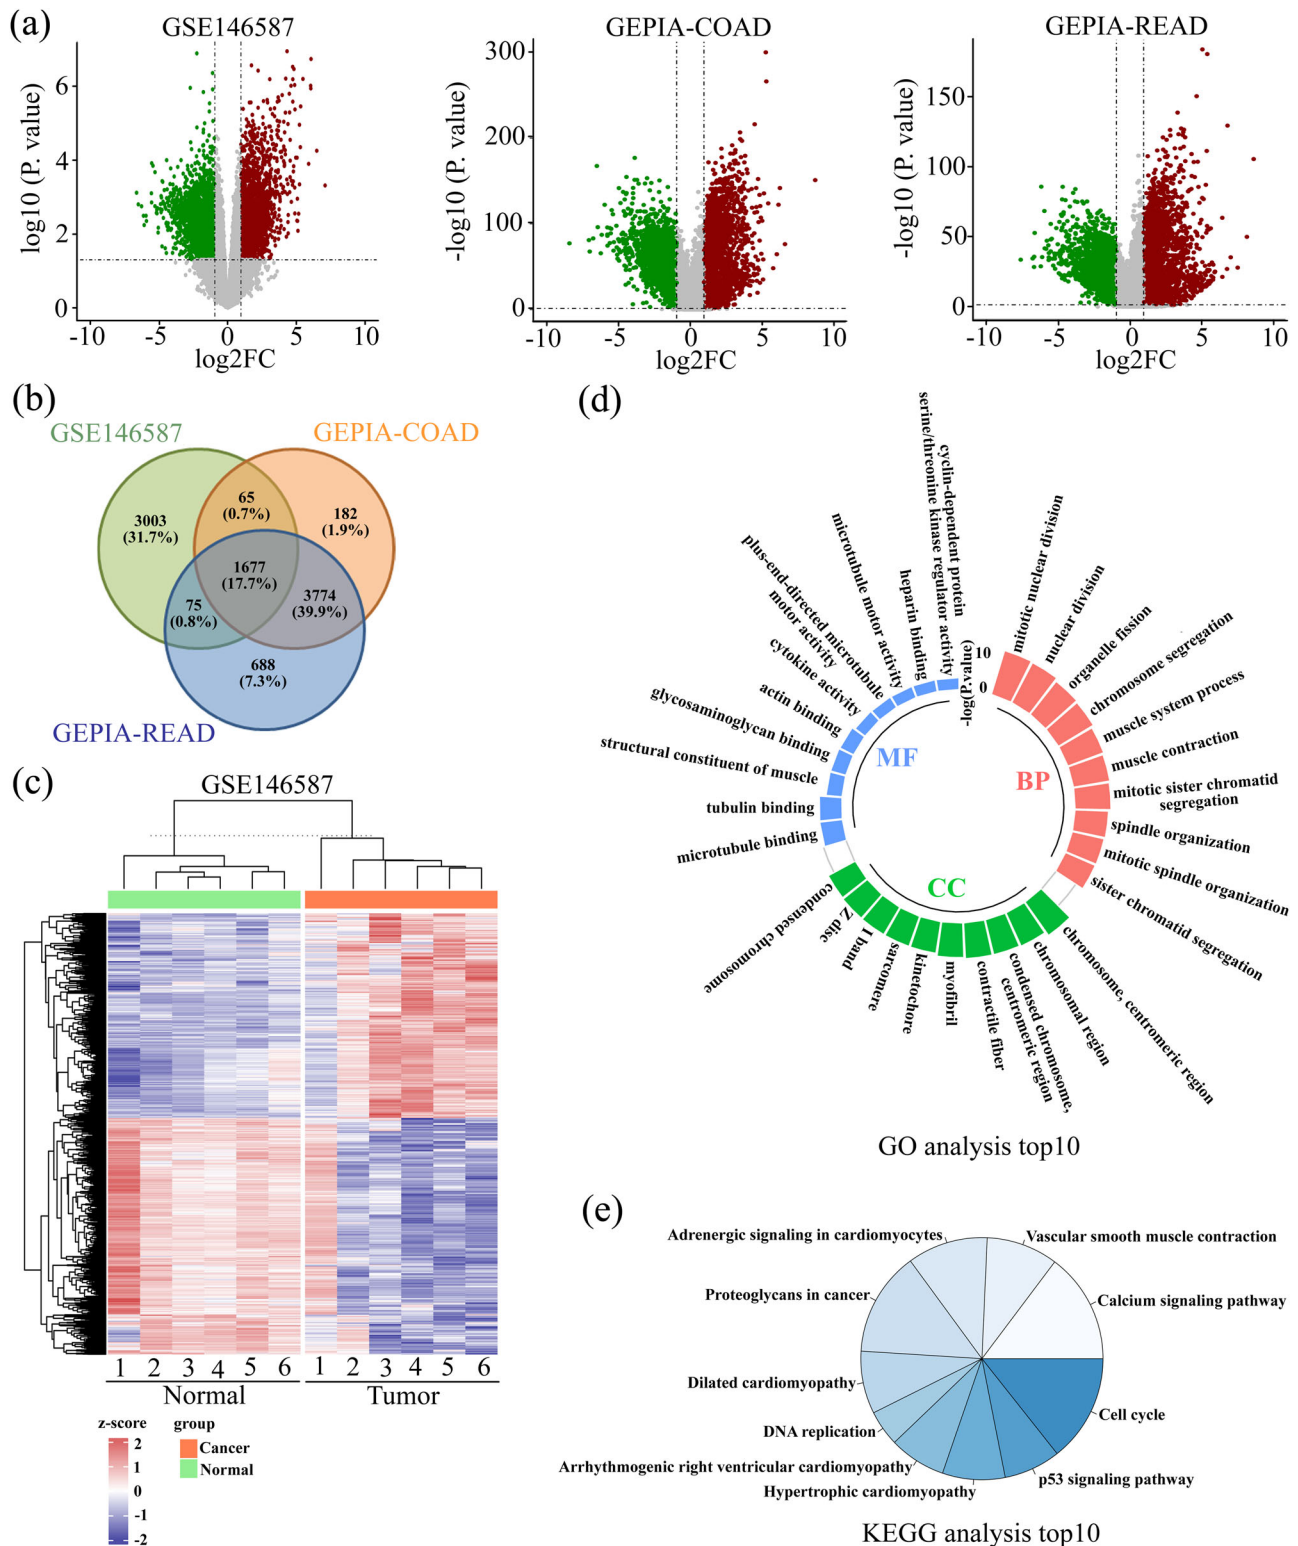 (a)
GSE146587
GEPIA-COAD
GEPIA-READ
-log10 (P. value)
6
4
2
0
-10
-5
0
5
10
log2FC
-log10 (P. value)
300
200
100
0
-10
-5
0
5
10
log2FC
-log10 (P. value)
150
100
50
0
-10
-5
0
5
10
log2FC
(b)
GSE146587
GEPIA-COAD
GEPIA-READ
3003
(31.7%)
65
(0.7%)
182
(1.9%)
1677
(17.7%)
75
(0.8%)
3774
(39.9%)
688
(7.3%)
(c)
GSE146587
1
2
3
4
5
6
1
2
3
4
5
6
Normal
Tumor
z-score
2
1
0
-1
-2
group
Cancer
Normal
(d)
-log(P.value)
10
0
BP
mitotic nuclear division
nuclear division
organelle fission
chromosome segregation
muscle system process
muscle contraction
mitotic sister chromatid
segregation
spindle organization
mitotic spindle organization
sister chromatid segregation
CC
chromosome, centromeric region
chromosomal region
condensed chromosome,
centromeric region
contractile fiber
myofibril
kinetochore
sarcomere
I band
Z disc
condensed chromosome
MF
microtubule binding
tubulin binding
structural constituent of muscle
glycosaminoglycan binding
actin binding
cytokine activity
plus-end-directed microtubule
motor activity
microtubule motor activity
heparin binding
cyclin-dependent protein
serine/threonine kinase regulator activity
GO analysis top10
(e)
Adrenergic signaling in cardiomyocytes
Vascular smooth muscle contraction
Proteoglycans in cancer
Calcium signaling pathway
Dilated cardiomyopathy
Cell cycle
DNA replication
Arrhythmogenic right ventricular cardiomyopathy
p53 signaling pathway
Hypertrophic cardiomyopathy
KEGG analysis top10